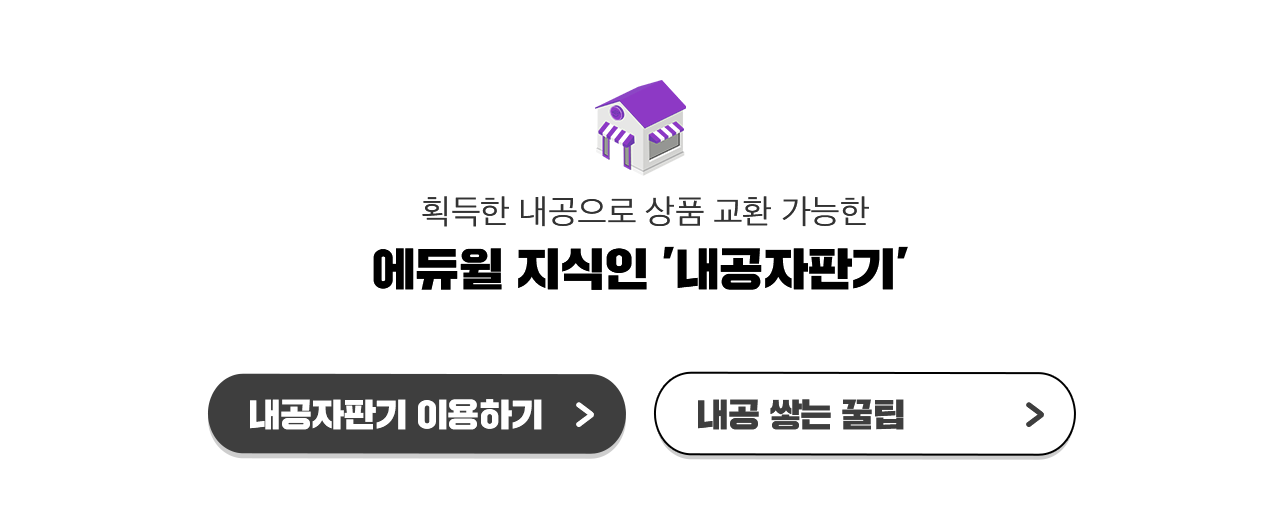 획득한 내공으로 상품 교환 가능한
에듀윌 지식인 '내공자판기'
내공자판기 이용하기 >
내공 쌓는 꿀팁 >